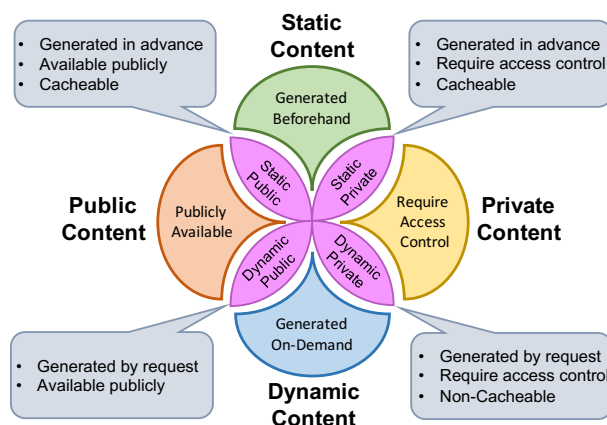 Static
Content
• Generated in advance
• Available publicly
• Cacheable
• Generated in advance
• Require access control
• Cacheable
Generated
Beforehand
Static
Public
Static
Private
Public
Content
Publicly
Available
Require
Access
Control
Private
Content
Dynamic
Public
Dynamic
Private
Generated
On-Demand
• Generated by request
• Available publicly
• Generated by request
• Require access control
• Non-Cacheable
Dynamic
Content